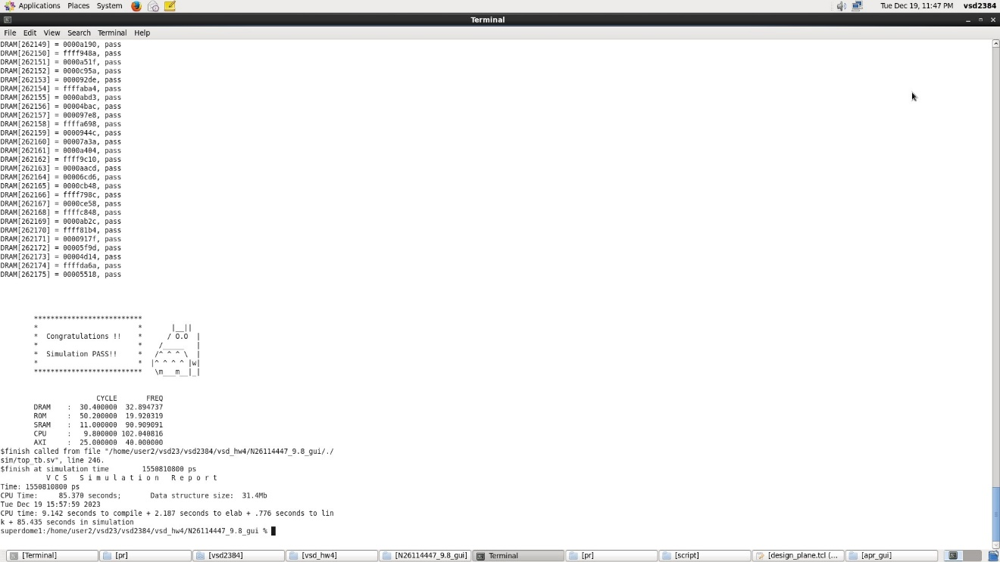 Applications Places System Tue Dec 19, 11:47 PM vsd2384
Terminal
File Edit View Search Terminal Help
DRAM[262149] = 0000a190, pass
DRAM[262150] = ffff948a, pass
DRAM[262151] = 0000a51f, pass
DRAM[262152] = 0000c95a, pass
DRAM[262153] = 000092de, pass
DRAM[262154] = ffffaba4, pass
DRAM[262155] = 0000abd3, pass
DRAM[262156] = 00004bac, pass
DRAM[262157] = 000097e8, pass
DRAM[262158] = ffffa698, pass
DRAM[262159] = 0000944c, pass
DRAM[262160] = 00007a3a, pass
DRAM[262161] = 0000a404, pass
DRAM[262162] = ffff9c10, pass
DRAM[262163] = 0000aacd, pass
DRAM[262164] = 00006cd6, pass
DRAM[262165] = 0000cb48, pass
DRAM[262166] = ffff798c, pass
DRAM[262167] = 0000ce58, pass
DRAM[262168] = ffffc848, pass
DRAM[262169] = 0000ab2c, pass
DRAM[262170] = ffff81b4, pass
DRAM[262171] = 0000917f, pass
DRAM[262172] = 00005f9d, pass
DRAM[262173] = 00004d14, pass
DRAM[262174] = ffffda6a, pass
DRAM[262175] = 00005518, pass
**************************
*                        *       |__||
*  Congratulations !!    *      / O.O  |
*                        *    /_____   |
*  Simulation PASS!!     *   /^ ^ ^ \  |
*                        *  |^ ^ ^ ^ |w|
**************************   \m___m__|_|
CYCLE FREQ
DRAM : 30.400000 32.894737
ROM : 50.200000 19.920319
SRAM : 11.000000 90.909091
CPU : 9.800000 102.040816
AXI : 25.000000 40.000000
$finish called from file "/home/user2/vsd23/vsd2384/vsd_hw4/N26114447_9.8_gui/./
sim/top_tb.sv", line 246.
$finish at simulation time 1550810800 ps
V C S   S i m u l a t i o n   R e p o r t
Time: 1550810800 ps
CPU Time: 85.370 seconds; Data structure size: 31.4Mb
Tue Dec 19 15:57:59 2023
CPU time: 9.142 seconds to compile + 2.187 seconds to elab + .776 seconds to lin
k + 85.435 seconds in simulation
superdome1:/home/user2/vsd23/vsd2384/vsd_hw4/N26114447_9.8_gui %
[Terminal] [pr] [vsd2384] [vsd_hw4] [N26114447_9.8_gui] Terminal [pr] [script] [design_plane.tcl (... [apr_gui]